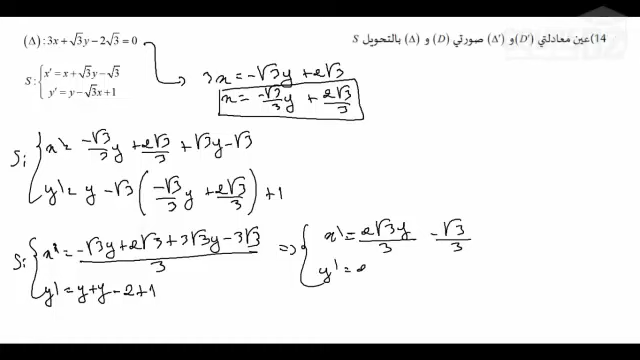 14)عين معادلتي (D') و (Δ') صورتي (D) و (Δ) بالتحويل S
(Δ): 3x + √3y − 2√3 = 0
S: { x' = x + √3y − √3
y' = y − √3x + 1
3x = −√3y + 2√3
x = −√3/3 y + 2√3/3
S: { x' = −√3/3 y + 2√3/3 + √3y − √3
y' = y − √3 ( −√3/3 y + 2√3/3 ) + 1
S: { x' = (−√3y + 2√3 + 3√3y − 3√3)/3
y' = y + y − 2 + 1
=> { x' = 2√3y/3 − √3/3
y' =